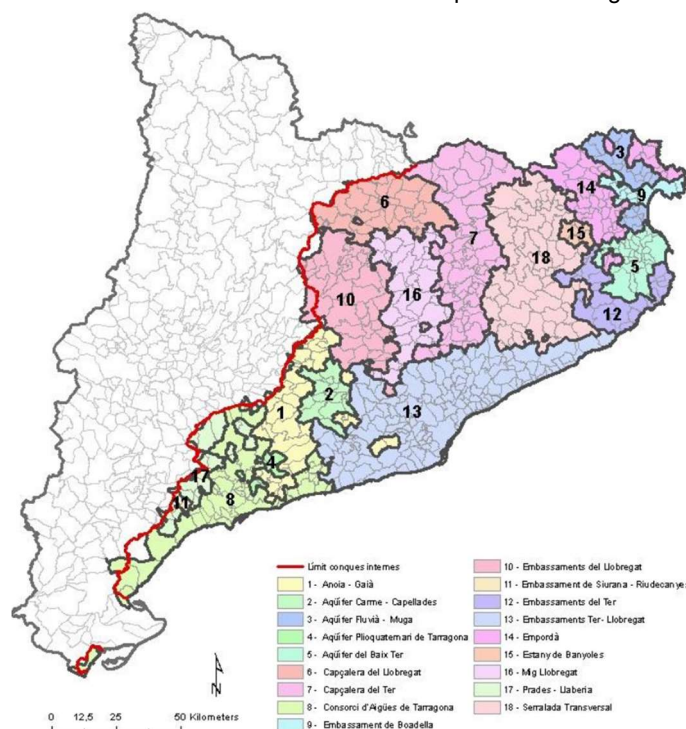 3
14
9
6
15
7
18
5
10
16
12
2
1
13
4
17
8
11
Límit conques internes
1 - Anoia - Gaià
2 - Aqüífer Carme - Capellades
3 - Aqüífer Fluvià - Muga
4 - Aqüífer Plioquaternari de Tarragona
5 - Aqüífer del Baix Ter
6 - Capçalera del Llobregat
7 - Capçalera del Ter
8 - Consorci d'Aigües de Tarragona
9 - Embassament de Boadella
10 - Embassaments del Llobregat
11 - Embassament de Siurana - Riudecanyes
12 - Embassaments del Ter
13 - Embassaments Ter- Llobregat
14 - Empordà
15 - Estany de Banyoles
16 - Mig Llobregat
17 - Prades - Llaberia
18 - Serralada Transversal
N
0 12,5 25 50 Kilometers